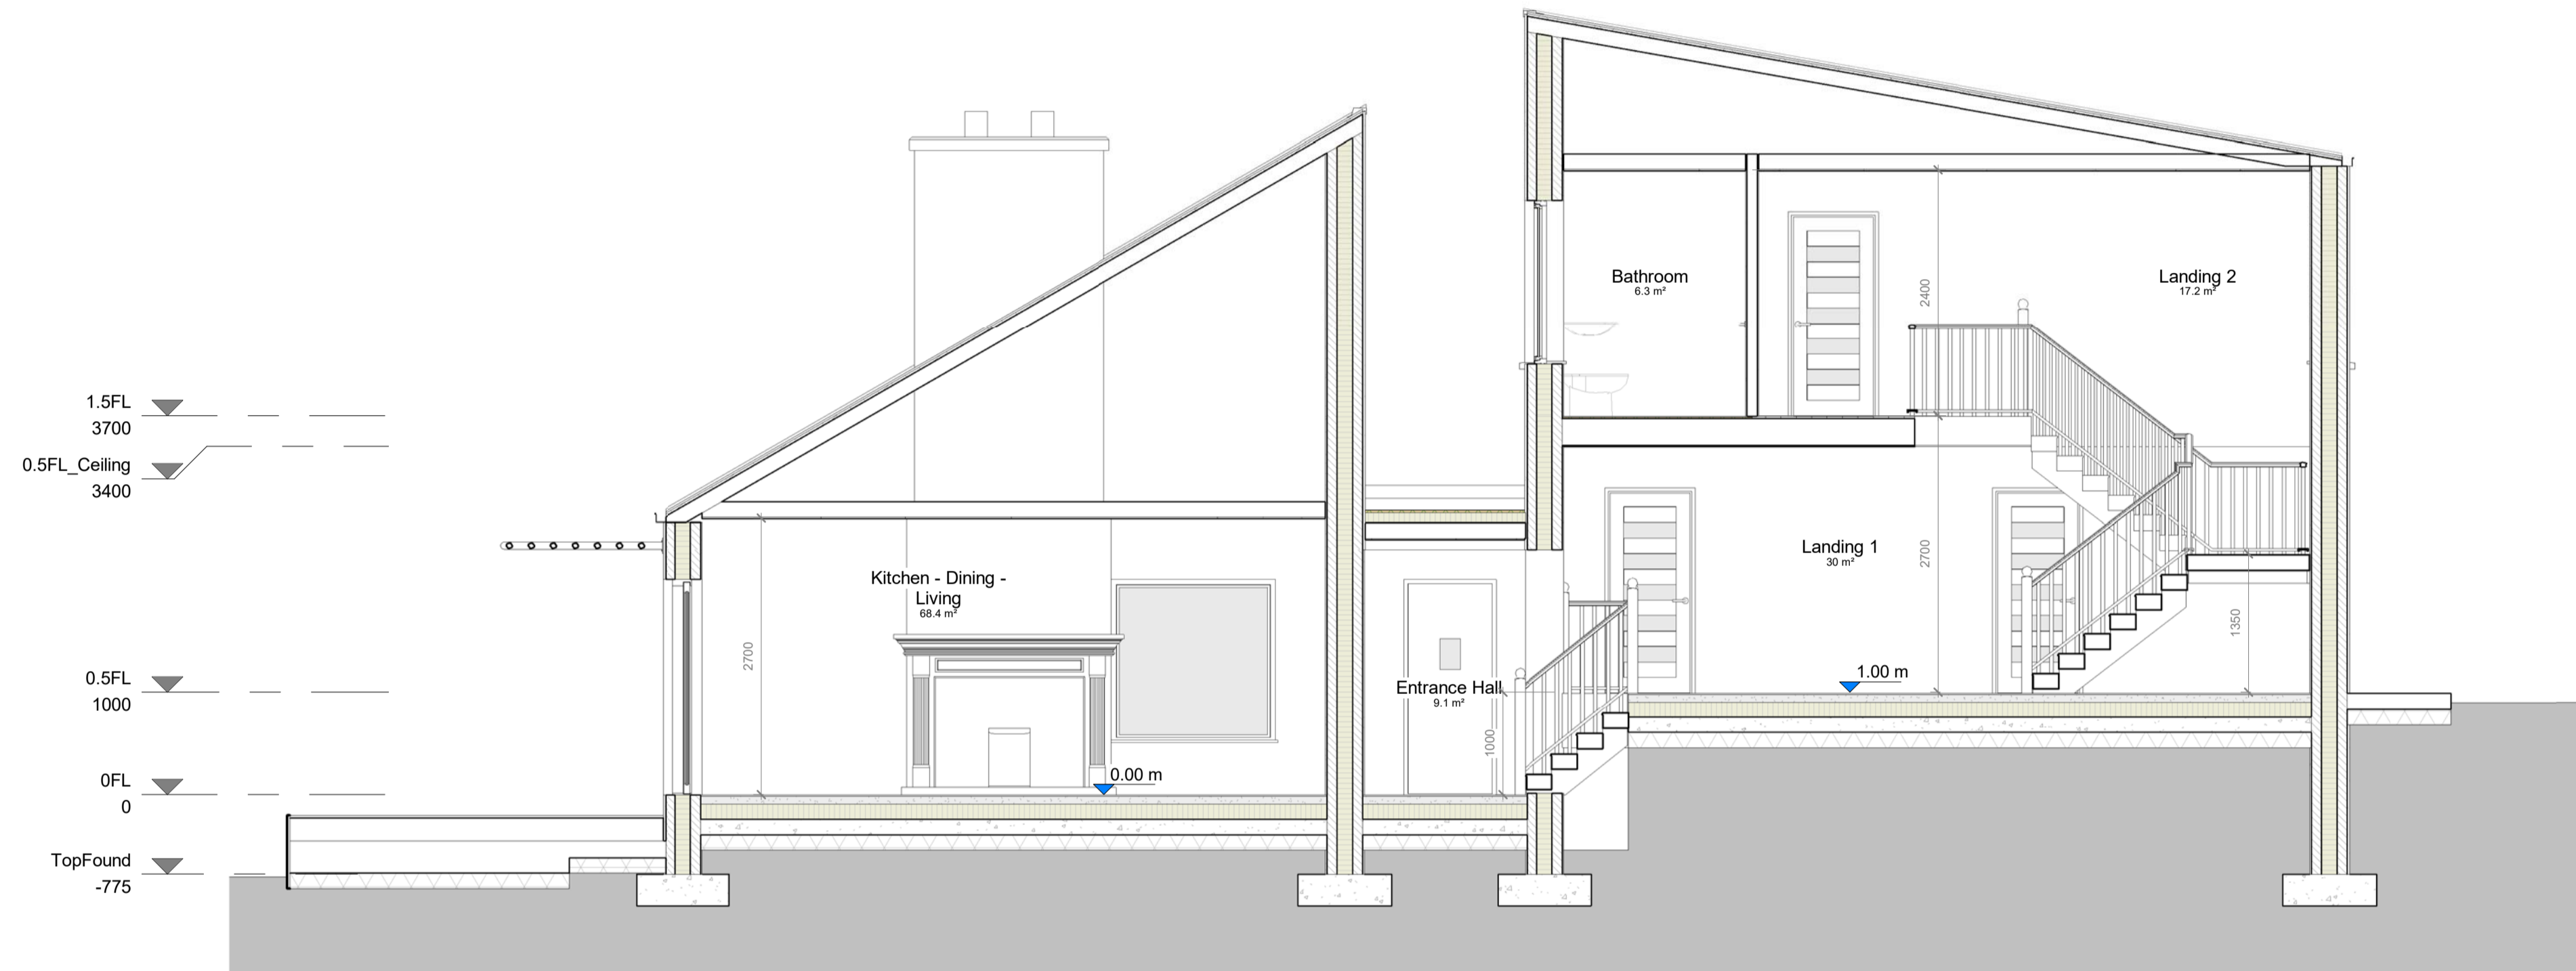 1.5FL
3700
0.5FL_Ceiling
3400
0.5FL
1000
0FL
0
TopFound
-775
Kitchen - Dining -
Living
68.4 m²
2700
0.00 m
Entrance Hall
9.1 m²
1000
Bathroom
6.3 m²
2400
Landing 2
17.2 m²
Landing 1
30 m²
2700
1350
1.00 m